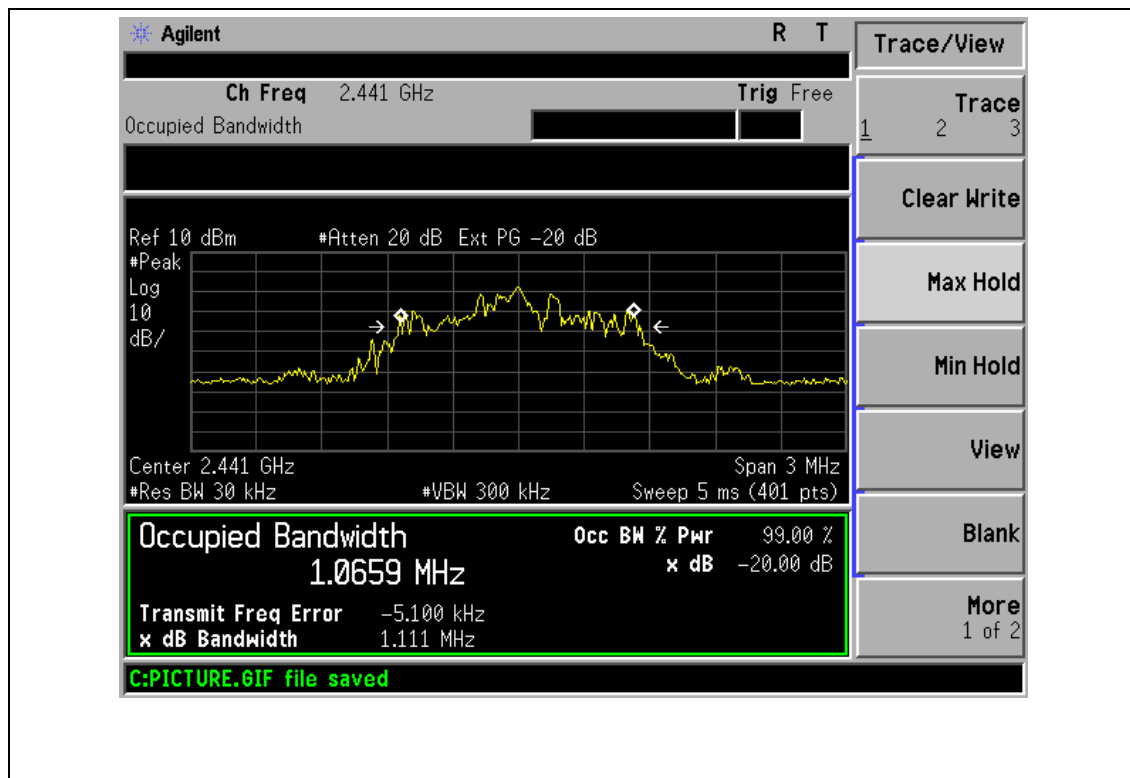 Agilent
R T
Trace/View
Ch Freq 2.441 GHz
Trig Free
Occupied Bandwidth
Trace
1 2 3
Clear Write
Ref 10 dBm #Atten 20 dB Ext PG -20 dB
#Peak
Log
10
dB/
Max Hold
Min Hold
View
Center 2.441 GHz
Span 3 MHz
#Res BW 30 kHz #VBW 300 kHz Sweep 5 ms (401 pts)
Occupied Bandwidth
1.0659 MHz
Occ BW % Pwr 99.00 %
x dB -20.00 dB
Blank
Transmit Freq Error -5.100 kHz
x dB Bandwidth 1.111 MHz
More
1 of 2
C:PICTURE.GIF file saved